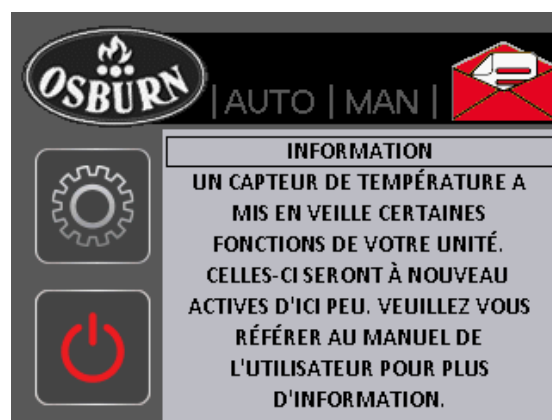 OSBURN
| AUTO | MAN |
INFORMATION
UN CAPTEUR DE TEMPÉRATURE A
MIS EN VEILLE CERTAINES
FONCTIONS DE VOTRE UNITÉ.
CELLES-CI SERONT À NOUVEAU
ACTIVES D'ICI PEU. VEUILLEZ VOUS
RÉFÉRER AU MANUEL DE
L'UTILISATEUR POUR PLUS
D'INFORMATION.